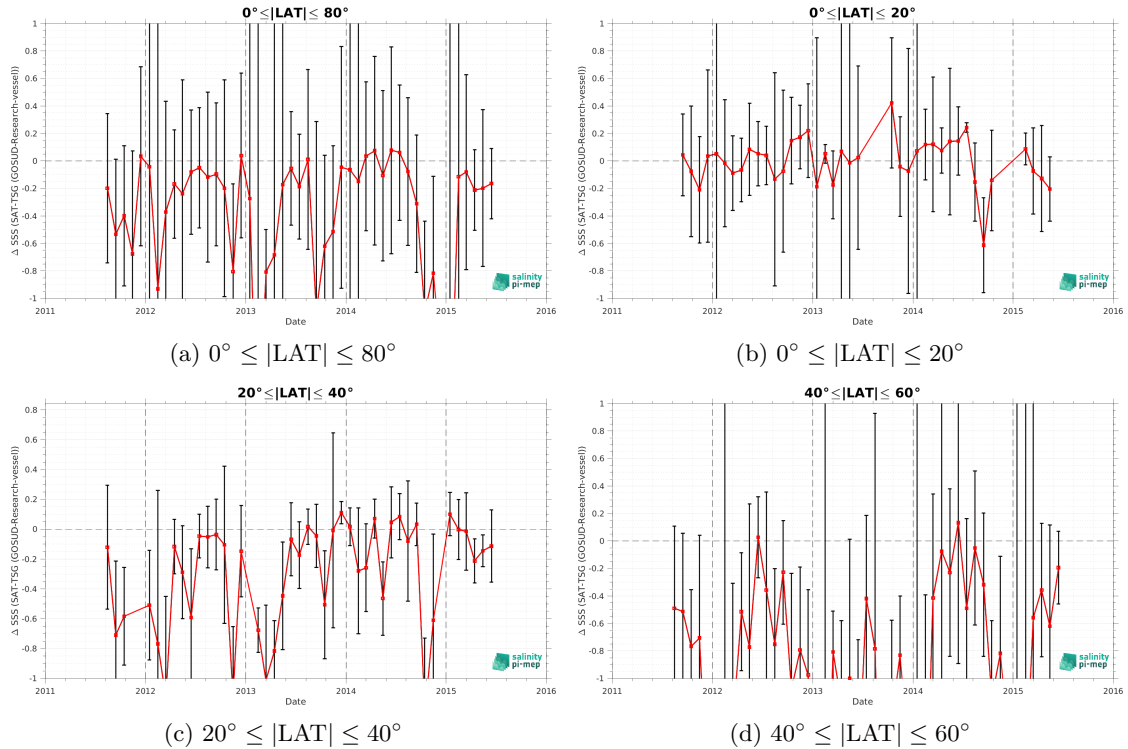 0°≤|LAT|≤ 80°
Δ SSS (SAT-TSG (GOSUD-Research-vessel))
1
0.8
0.6
0.4
0.2
0
-0.2
-0.4
-0.6
-0.8
-1
2011 2012 2013 2014 2015 2016
Date
salinity
pi-mep
(a) 0° ≤ |LAT| ≤ 80°
0°≤|LAT|≤ 20°
Δ SSS (SAT-TSG (GOSUD-Research-vessel))
1
0.8
0.6
0.4
0.2
0
-0.2
-0.4
-0.6
-0.8
-1
2011 2012 2013 2014 2015 2016
Date
salinity
pi-mep
(b) 0° ≤ |LAT| ≤ 20°
20°≤|LAT|≤ 40°
Δ SSS (SAT-TSG (GOSUD-Research-vessel))
0.8
0.6
0.4
0.2
0
-0.2
-0.4
-0.6
-0.8
-1
2011 2012 2013 2014 2015 2016
Date
salinity
pi-mep
(c) 20° ≤ |LAT| ≤ 40°
40°≤|LAT|≤ 60°
Δ SSS (SAT-TSG (GOSUD-Research-vessel))
1
0.8
0.6
0.4
0.2
0
-0.2
-0.4
-0.6
-0.8
-1
2011 2012 2013 2014 2015 2016
Date
salinity
pi-mep
(d) 40° ≤ |LAT| ≤ 60°